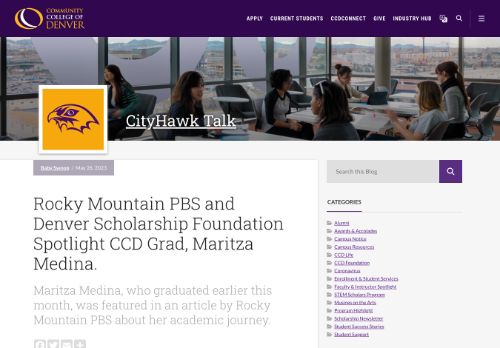 COMMUNITY
COLLEGE OF
DENVER
APPLY CURRENT STUDENTS CCDCONNECT GIVE INDUSTRY HUB
CityHawk Talk
Baby Swoop / May 26, 2023
Search this Blog
Rocky Mountain PBS and
Denver Scholarship Foundation
Spotlight CCD Grad, Maritza
Medina.
Maritza Medina, who graduated earlier this
month, was featured in an article by Rocky
Mountain PBS about her academic journey.
CATEGORIES
Alumni
Awards & Accolades
Campus Notice
Campus Resources
CCD Life
CCD Foundation
Coronavirus
Enrollment & Student Services
Faculty & Instructor Spotlight
STEM Scholars Program
Musings on the Arts
Program Highlight
Scholarship Newsletter
Student Success Stories
Student Support